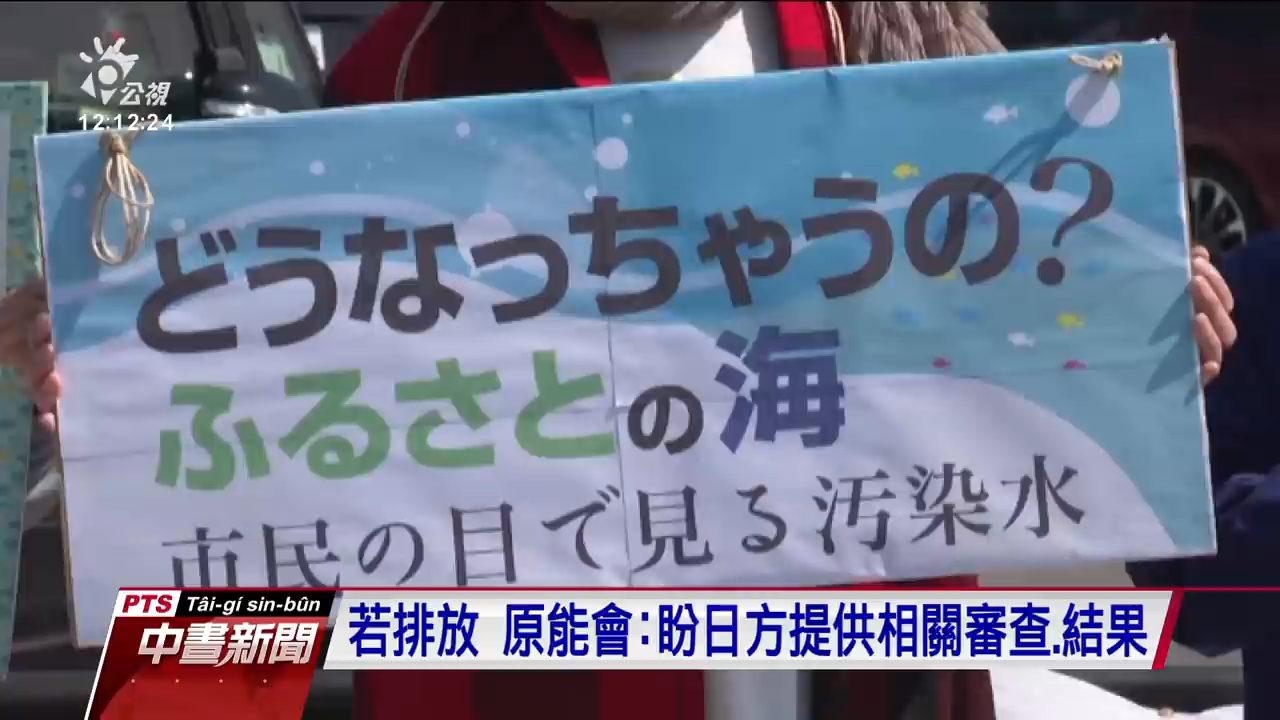 公視
12:12:24
どうなっちゃうの?
ふるさとの海
市民の目で見る汚染水
PTS Tâi-gí sin-bûn
中晝新聞
若排放 原能會:盼日方提供相關審查.結果